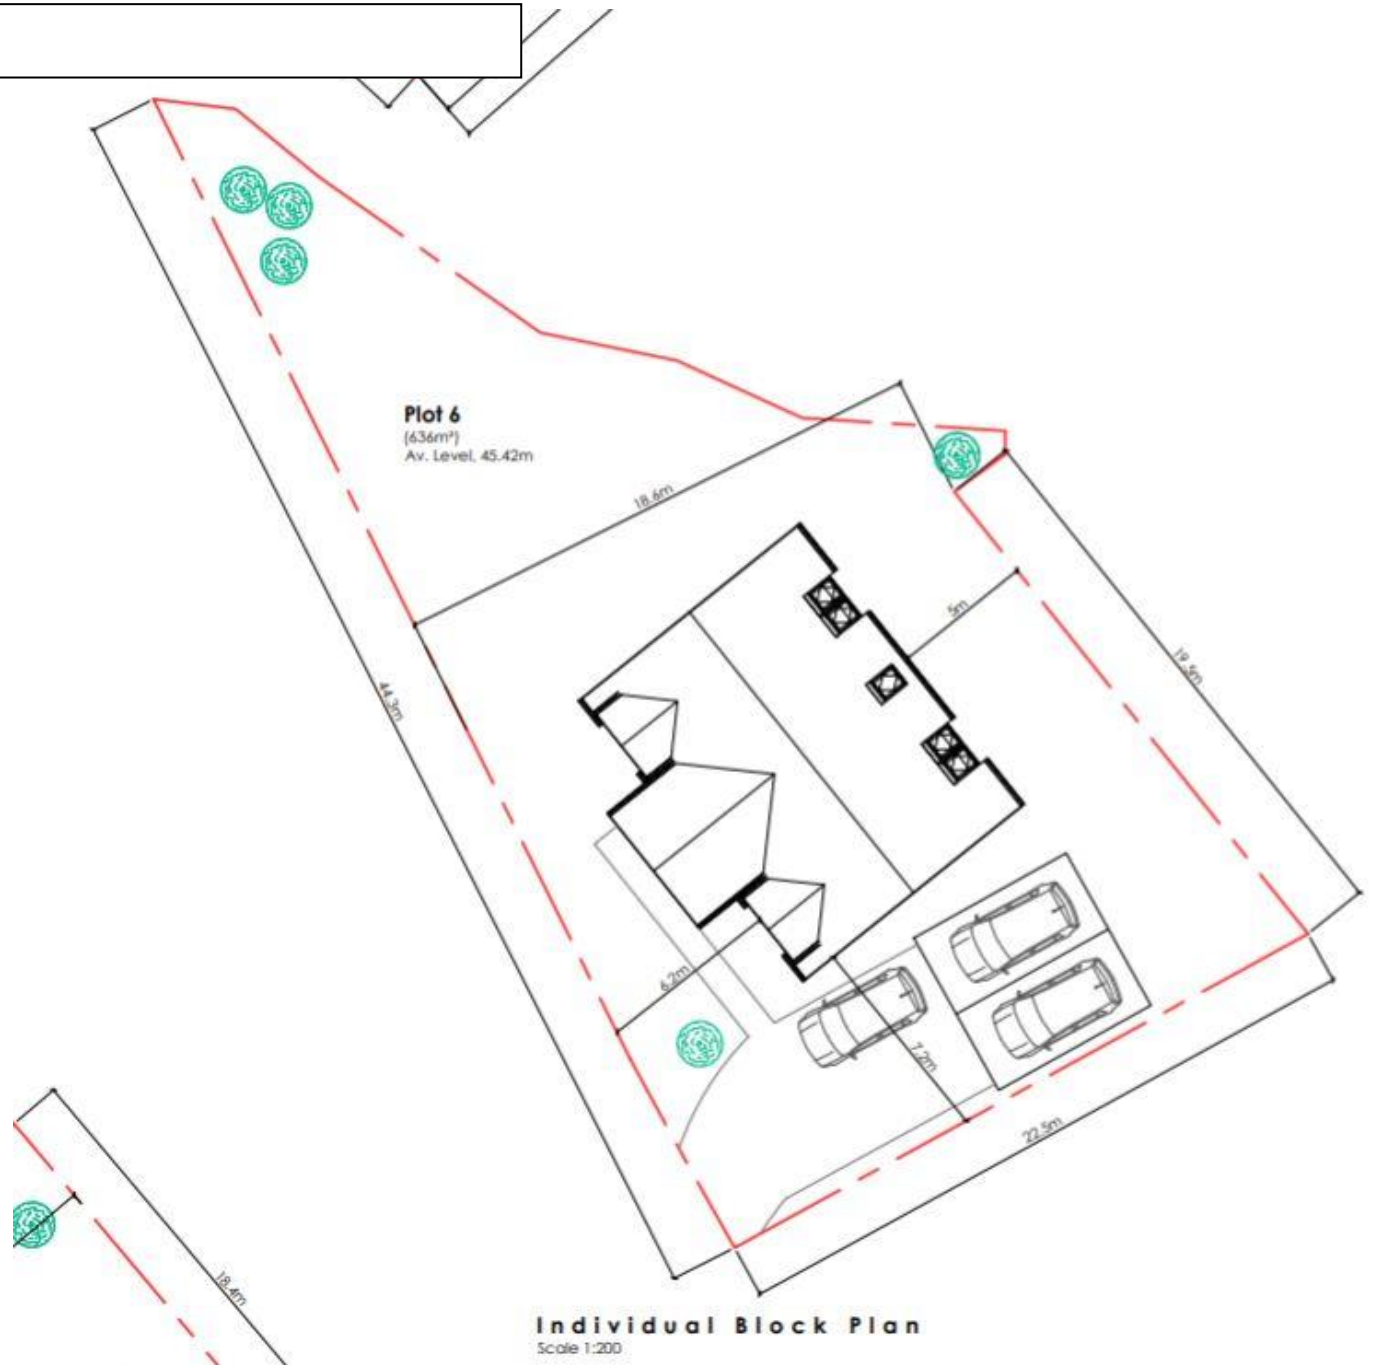 Plot 6
(636m²)
Av. Level, 45.42m
18.6m
5m
19.5m
44.3m
6.2m
7.2m
22.5m
18.4m
Individual Block Plan
Scale 1:200